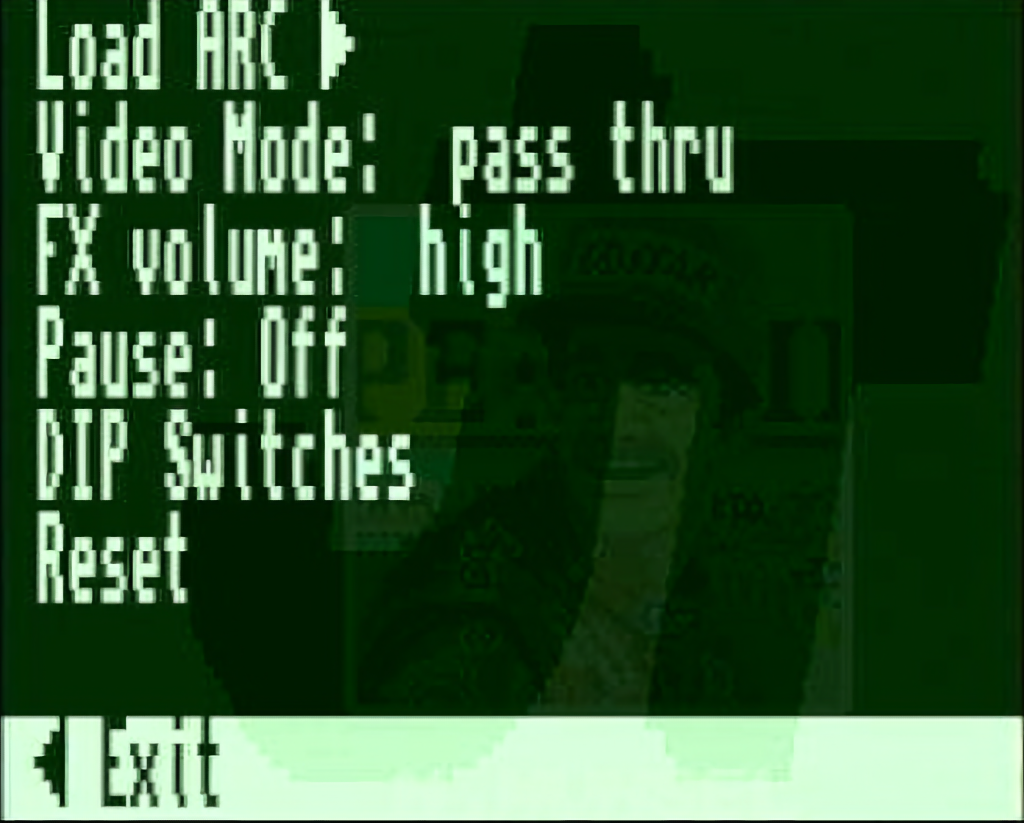 Load ARC ▶
Video Mode: pass thru
FX volume: high
Pause: Off
DIP Switches
Reset
◀ Exit